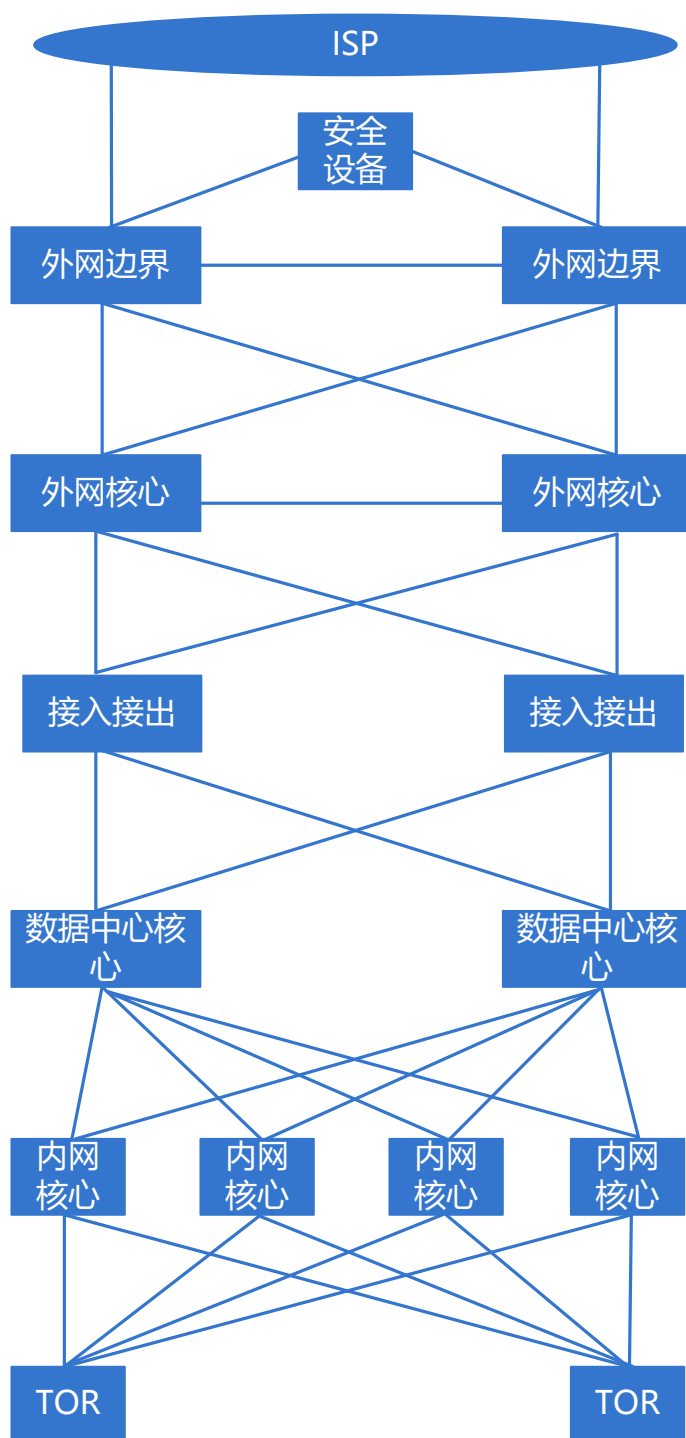 ISP
安全
设备
外网边界
外网边界
外网核心
外网核心
接入接出
接入接出
数据中心核
心
数据中心核
心
内网
核心
内网
核心
内网
核心
内网
核心
TOR
TOR